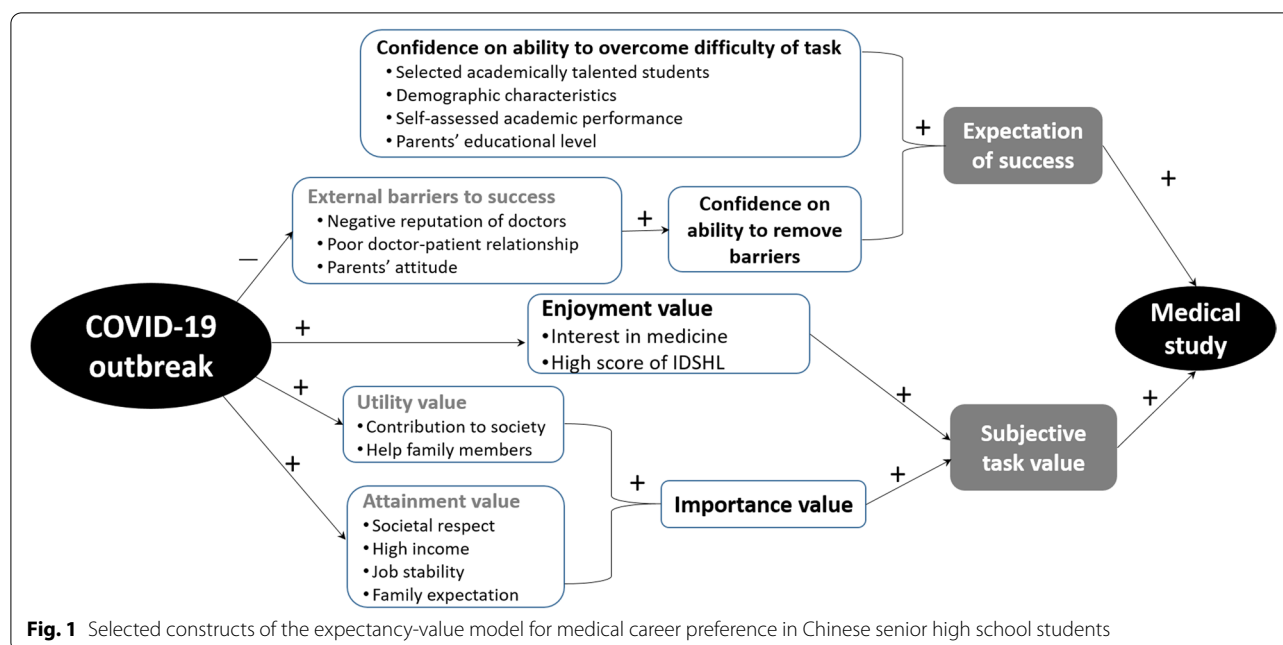 Confidence on ability to overcome difficulty of task
• Selected academically talented students
• Demographic characteristics
• Self-assessed academic performance
• Parents’ educational level
+
Expectation
of success
+
External barriers to success
• Negative reputation of doctors
• Poor doctor-patient relationship
• Parents’ attitude
+
Confidence on
ability to remove
barriers
—
COVID-19
outbreak
+
Enjoyment value
•Interest in medicine
•High score of IDSHL
+
Medical
study
+
Utility value
• Contribution to society
• Help family members
+
Attainment value
• Societal respect
• High income
• Job stability
• Family expectation
+
Importance value
+
Subjective
task value
+
Fig. 1 Selected constructs of the expectancy-value model for medical career preference in Chinese senior high school students